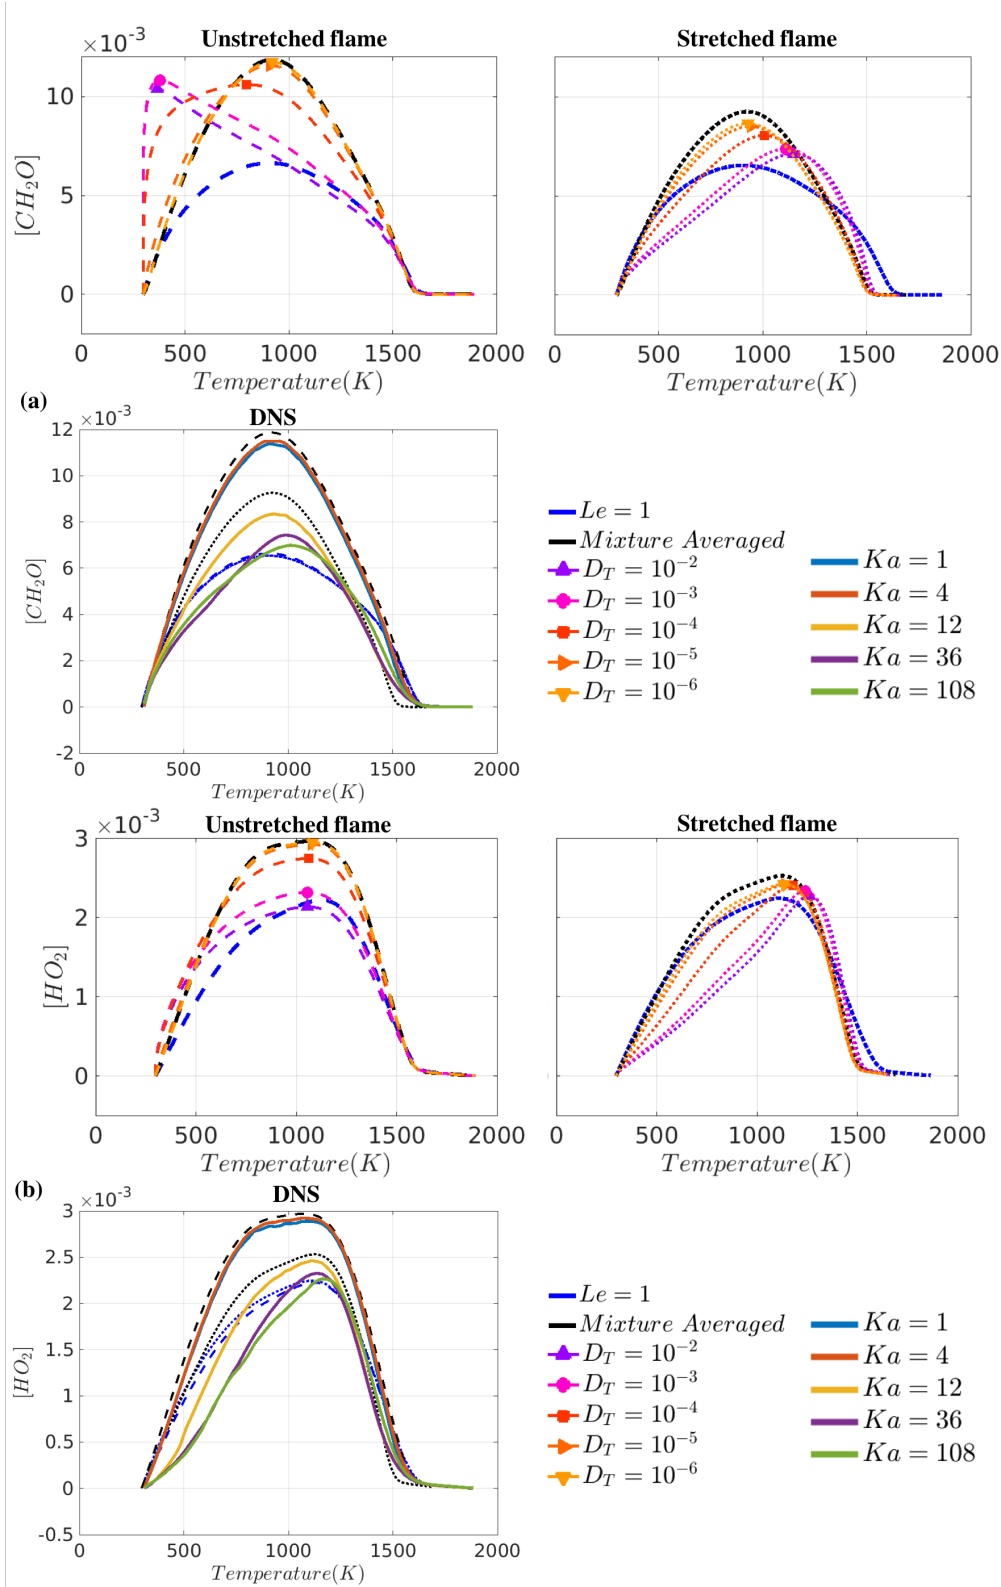 Unstretched flame
Stretched flame
×10⁻³
10
5
0
[CH₂O]
0 500 1000 1500 2000
0 500 1000 1500 2000
Temperature(K)
Temperature(K)
(a)
×10⁻³
DNS
12
10
8
6
4
2
0
-2
[CH₂O]
0 500 1000 1500 2000
Temperature(K)
Le = 1
Mixture Averaged
D_T = 10⁻²
D_T = 10⁻³
D_T = 10⁻⁴
D_T = 10⁻⁵
D_T = 10⁻⁶
Ka = 1
Ka = 4
Ka = 12
Ka = 36
Ka = 108
×10⁻³
Unstretched flame
Stretched flame
3
2
1
0
[HO₂]
0 500 1000 1500 2000
0 500 1000 1500 2000
Temperature(K)
Temperature(K)
(b)
×10⁻³
DNS
3
2.5
2
1.5
1
0.5
0
-0.5
[HO₂]
0 500 1000 1500 2000
Temperature(K)
Le = 1
Mixture Averaged
D_T = 10⁻²
D_T = 10⁻³
D_T = 10⁻⁴
D_T = 10⁻⁵
D_T = 10⁻⁶
Ka = 1
Ka = 4
Ka = 12
Ka = 36
Ka = 108